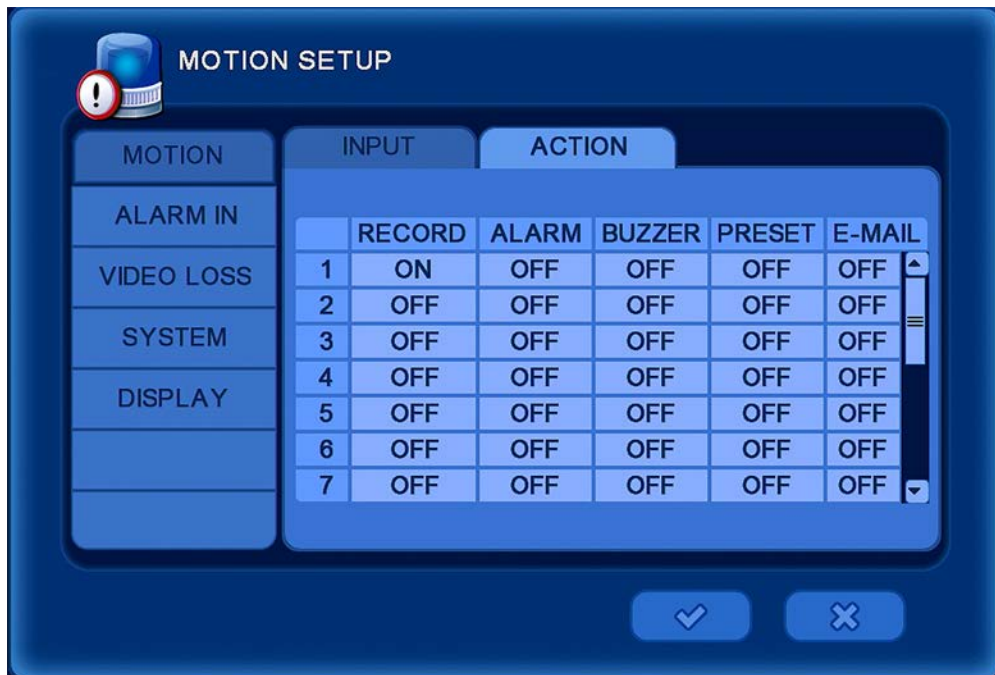 MOTION SETUP
MOTION
ALARM IN
VIDEO LOSS
SYSTEM
DISPLAY
INPUT ACTION
RECORD ALARM BUZZER PRESET E-MAIL
1 ON OFF OFF OFF OFF
2 OFF OFF OFF OFF OFF
3 OFF OFF OFF OFF OFF
4 OFF OFF OFF OFF OFF
5 OFF OFF OFF OFF OFF
6 OFF OFF OFF OFF OFF
7 OFF OFF OFF OFF OFF